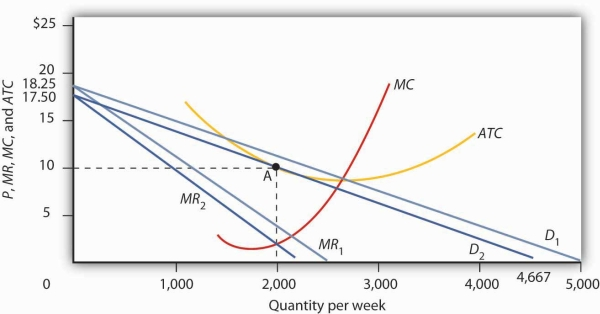 P, MR, MC, and ATC
$25
20
18.25
17.50
15
10
5
0
1,000
2,000
3,000
4,000
4,667
5,000
Quantity per week
MC
ATC
A
MR2
MR1
D1
D2